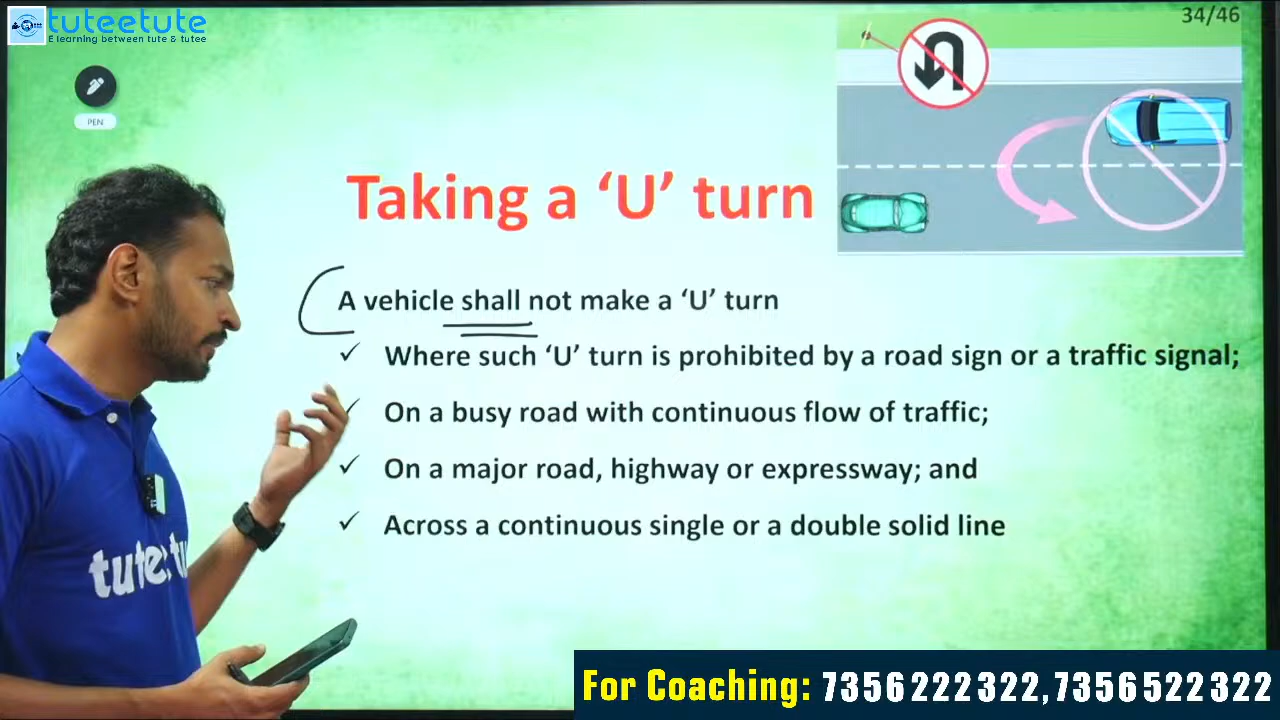 tuteetute
E learning between tute & tutee
34/46
PEN
Taking a ‘U’ turn
A vehicle shall not make a ‘U’ turn
✓ Where such ‘U’ turn is prohibited by a road sign or a traffic signal;
✓ On a busy road with continuous flow of traffic;
✓ On a major road, highway or expressway; and
✓ Across a continuous single or a double solid line
For Coaching: 7356222322,7356522322